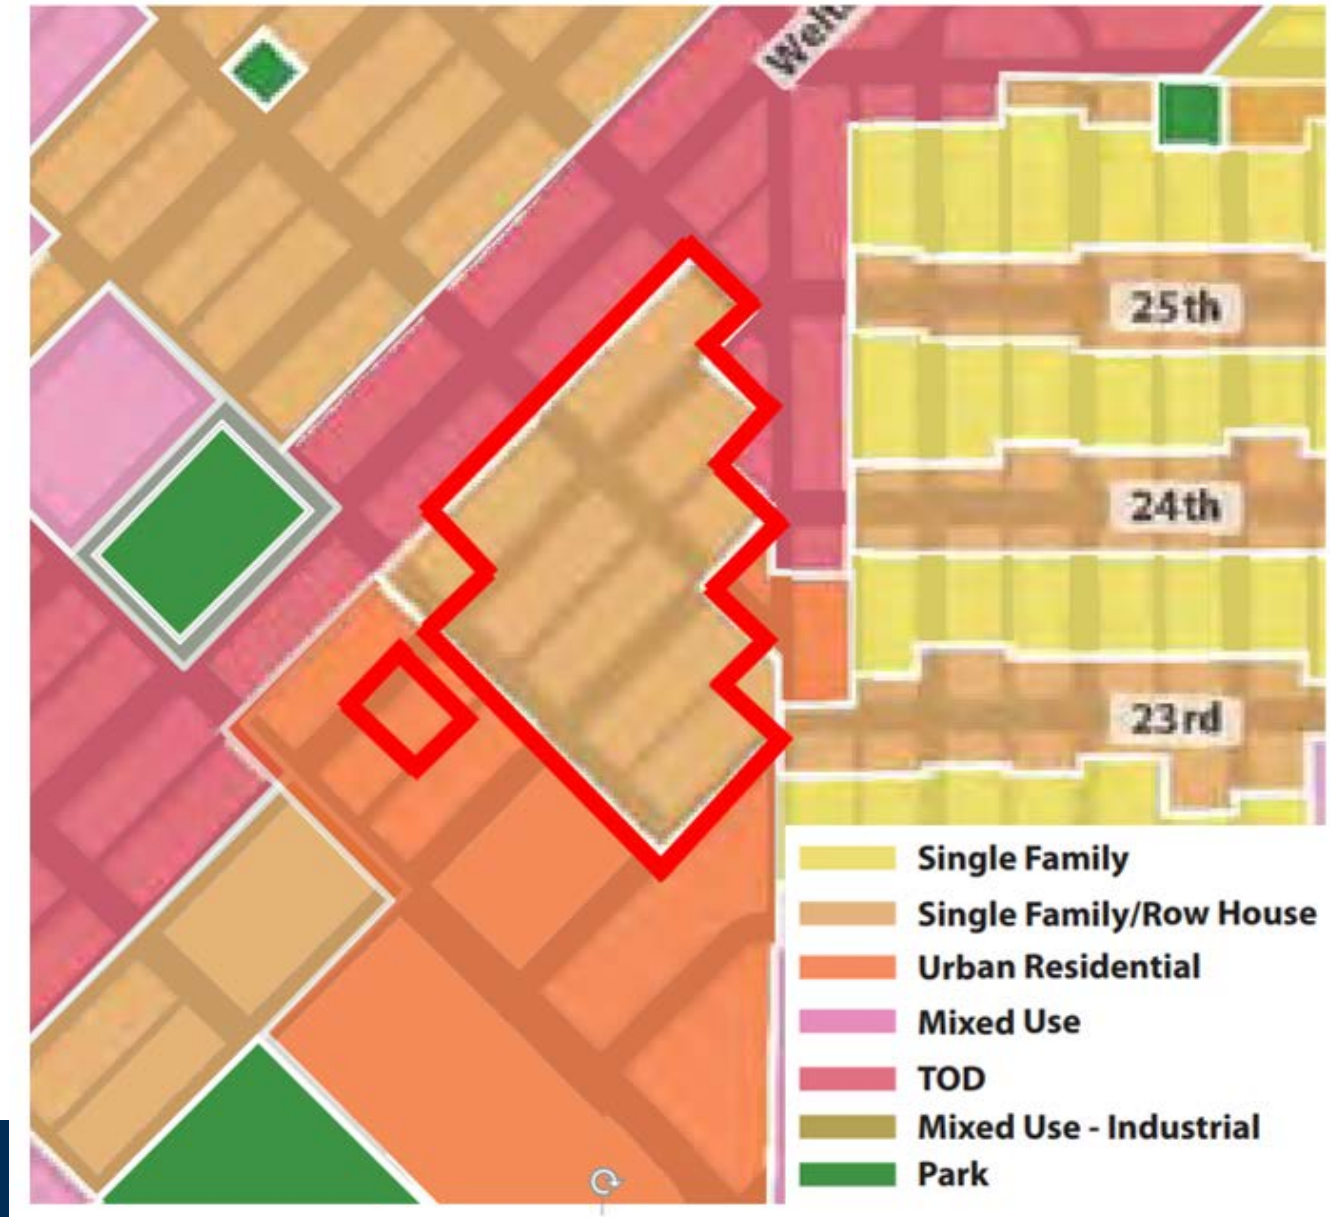 25th
24th
23rd
Single Family
Single Family/Row House
Urban Residential
Mixed Use
TOD
Mixed Use - Industrial
Park